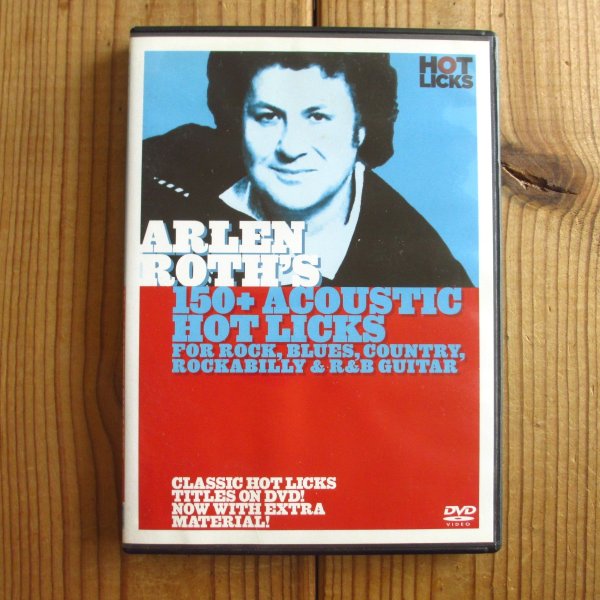 HOT
LICKS
ARLEN
ROTH'S
150+ ACOUSTIC
HOT LICKS
FOR ROCK, BLUES, COUNTRY,
ROCKABILLY & R&B GUITAR
CLASSIC HOT LICKS
TITLES ON DVD!
NOW WITH EXTRA
MATERIAL!
DVD
VIDEO